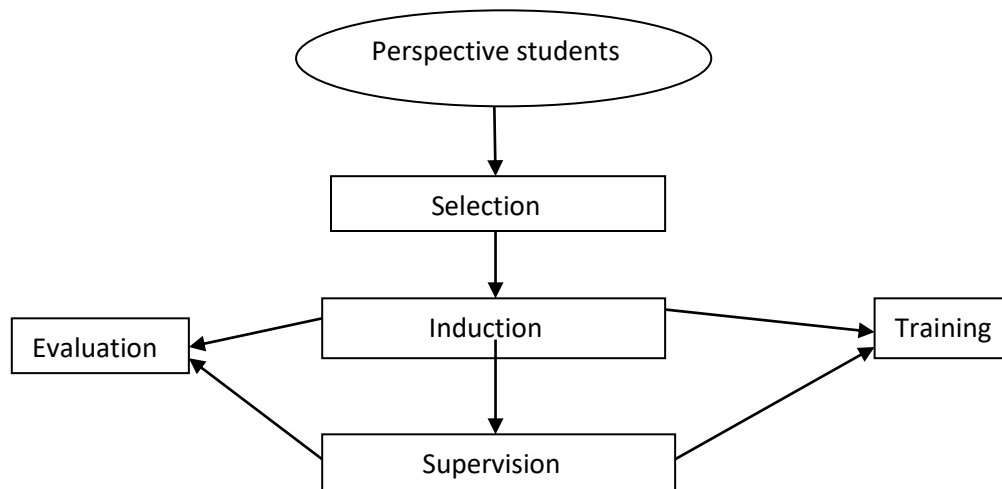 Perspective students
Selection
Induction
Evaluation
Training
Supervision